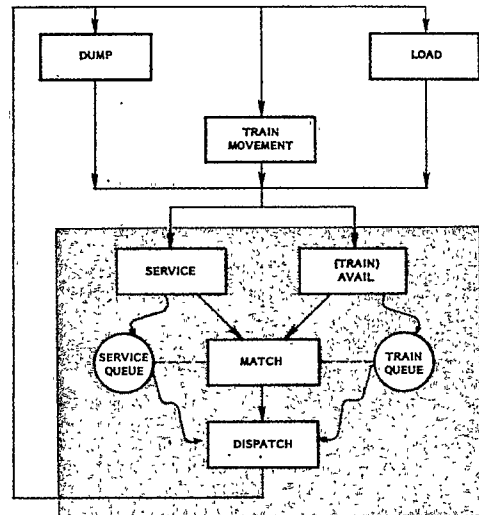 DUMP
LOAD
TRAIN
MOVEMENT
SERVICE
(TRAIN)
AVAIL.
SERVICE
QUEUE
MATCH
TRAIN
QUEUE
DISPATCH